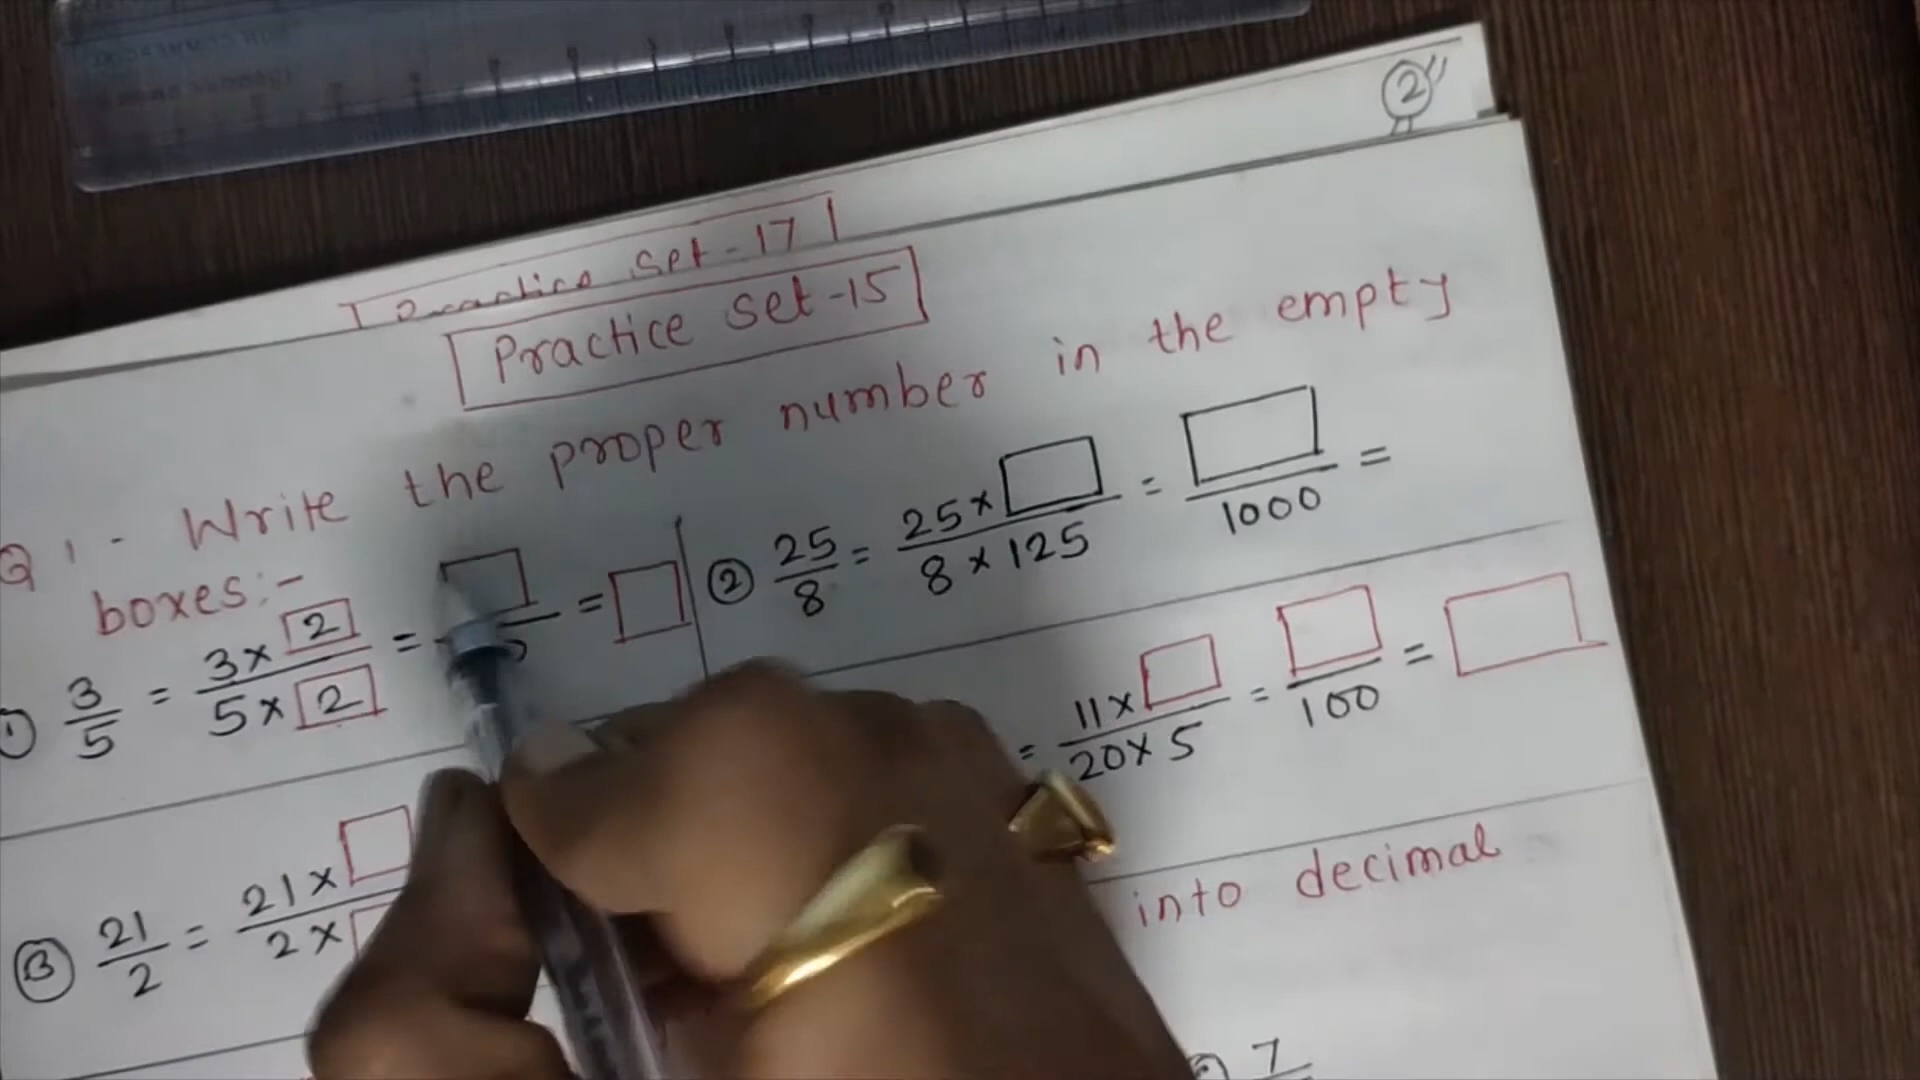 2
Practice Set - 17
Practice set -15
Q 1 - Write the proper number in the empty
boxes:-
① 3/5 = 3 × 2 / 5 × 2 = =
② 25/8 = 25 × / 8 × 125 = / 1000 =
③ 21/2 = 21 × / 2 ×
= 11 × / 20 × 5 = / 100 =
into decimal
7